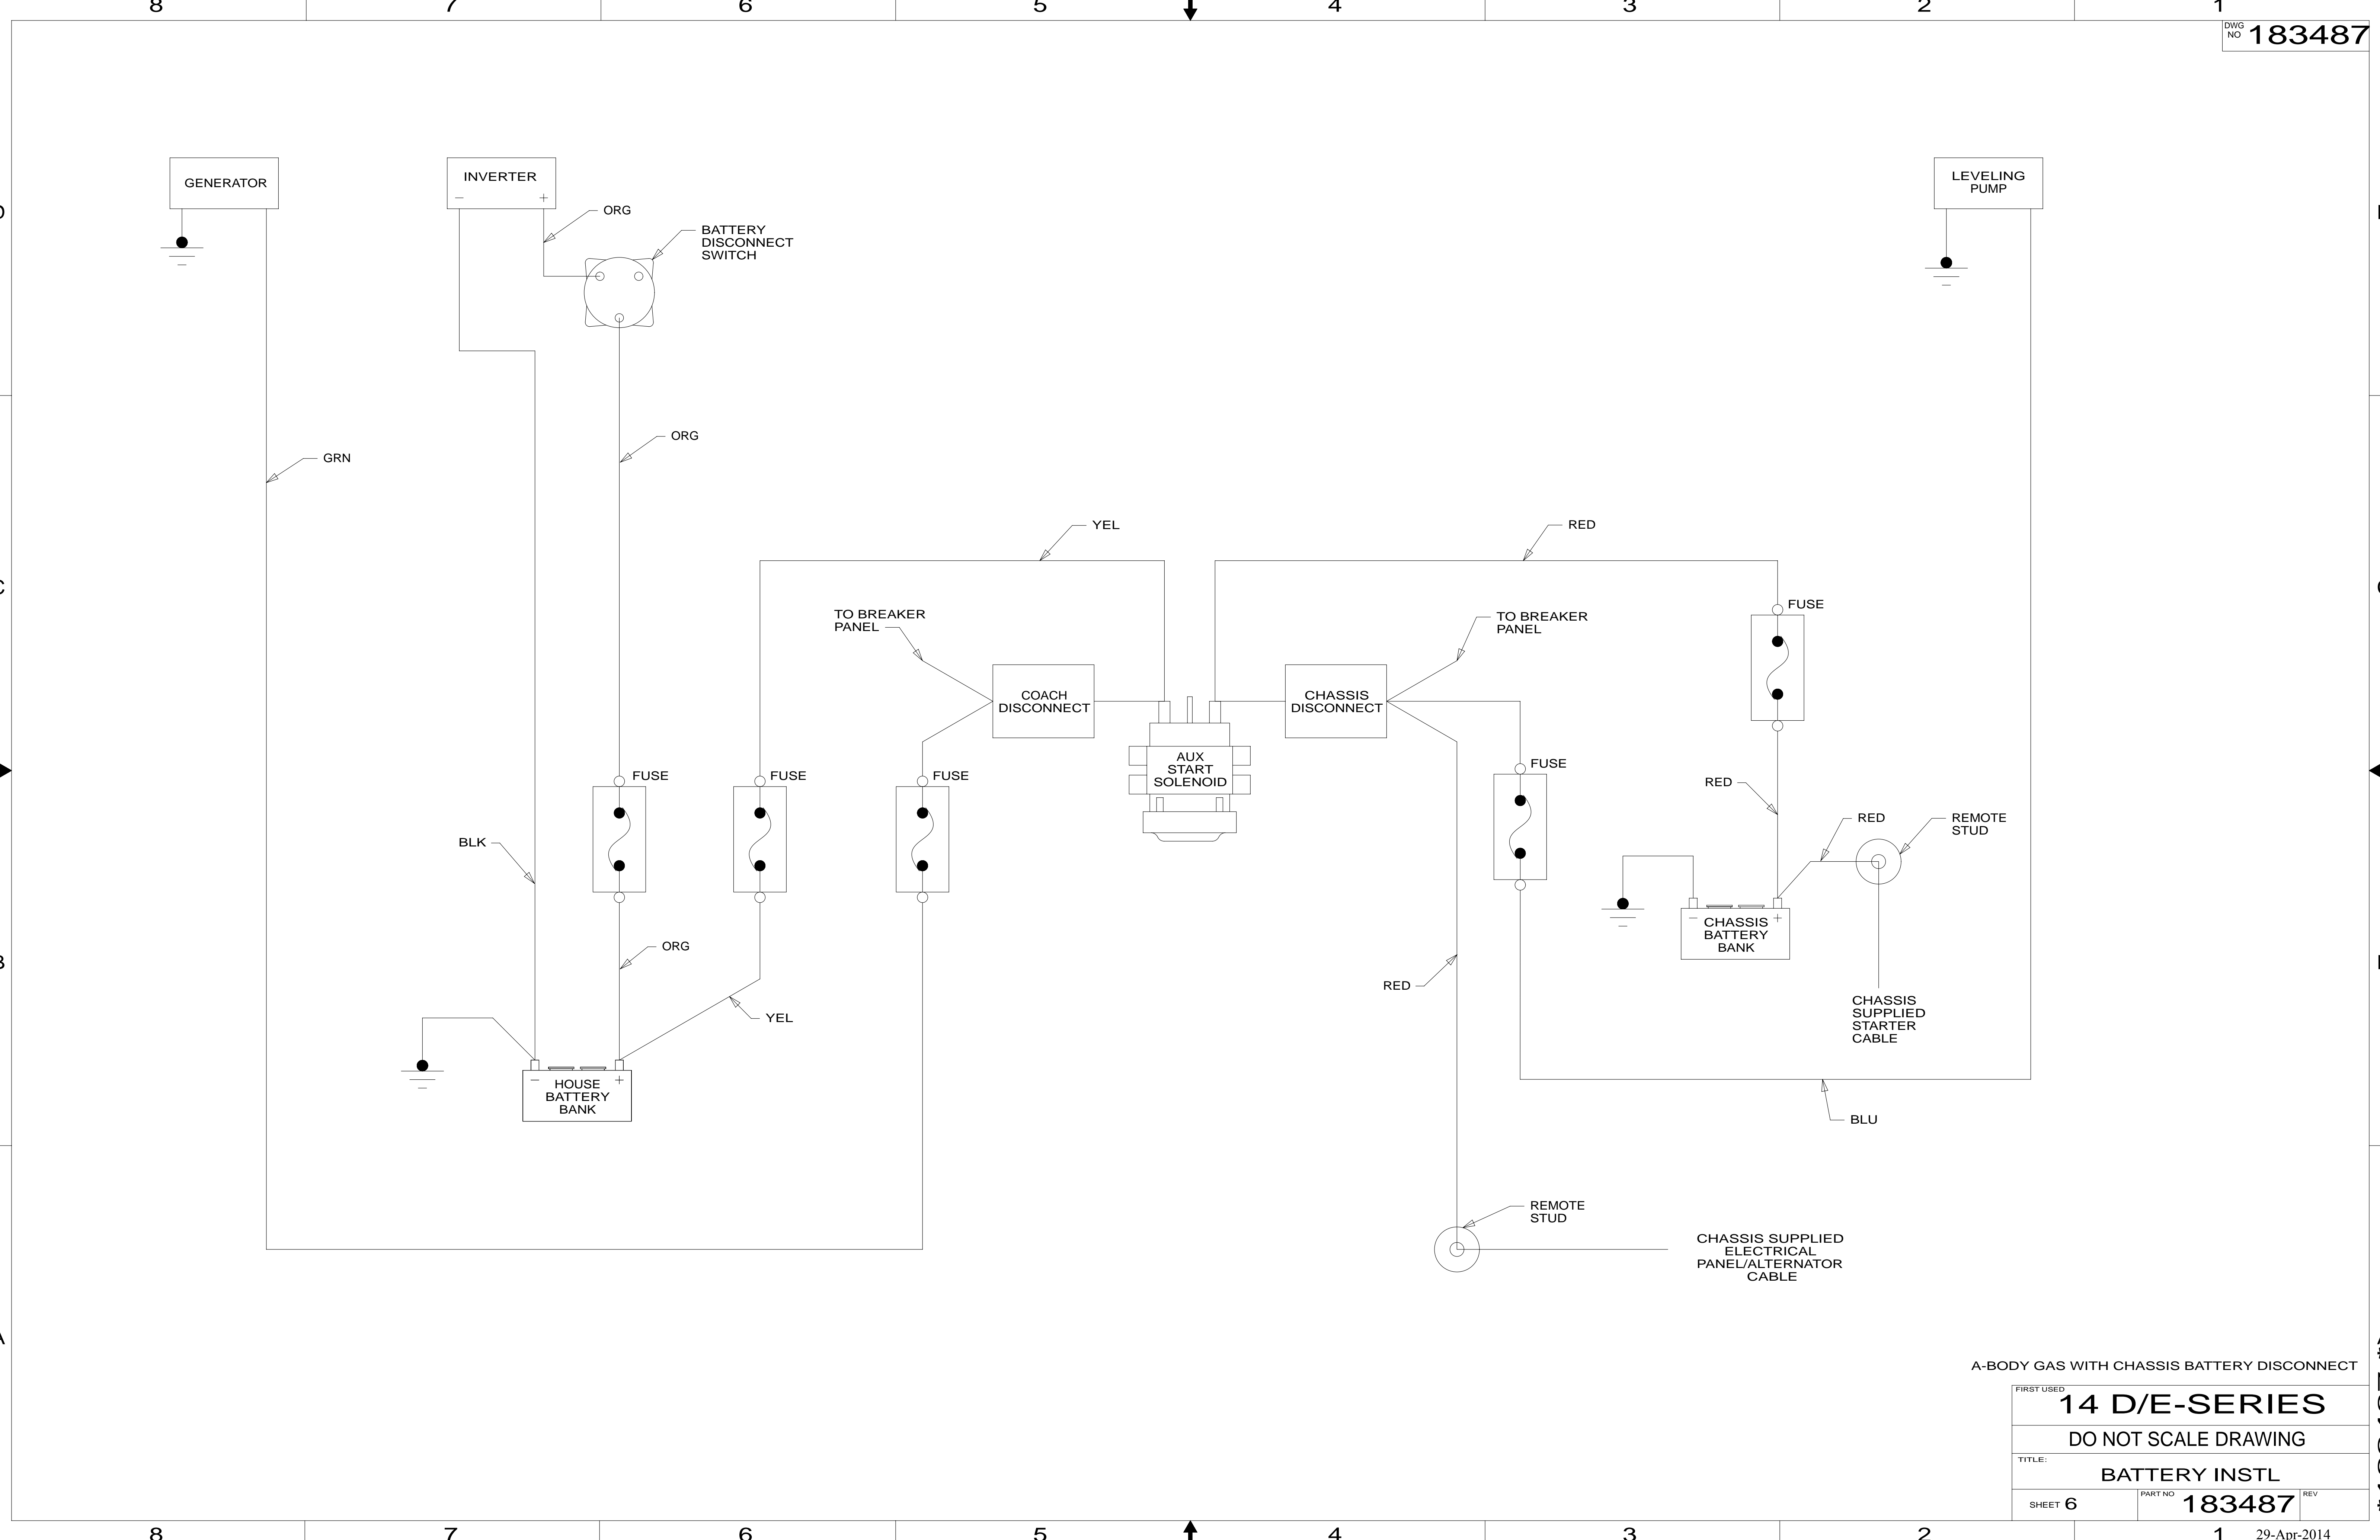 8 7 6 5 4 3 2 1
DWG
NO 183487
GENERATOR
INVERTER
− +
LEVELING
PUMP
ORG
BATTERY
DISCONNECT
SWITCH
ORG
GRN
YEL
RED
TO BREAKER
PANEL
TO BREAKER
PANEL
FUSE
COACH
DISCONNECT
CHASSIS
DISCONNECT
AUX
START
SOLENOID
FUSE
FUSE
FUSE
FUSE
RED
BLK
RED
REMOTE
STUD
− +
CHASSIS
BATTERY
BANK
ORG
RED
YEL
CHASSIS
SUPPLIED
STARTER
CABLE
− +
HOUSE
BATTERY
BANK
BLU
REMOTE
STUD
CHASSIS SUPPLIED
ELECTRICAL
PANEL/ALTERNATOR
CABLE
A-BODY GAS WITH CHASSIS BATTERY DISCONNECT
FIRST USED
14 D/E-SERIES
DO NOT SCALE DRAWING
TITLE:
BATTERY INSTL
SHEET 6
PART NO 183487
REV
8 7 6 5 4 3 2 1
29-Apr-2014